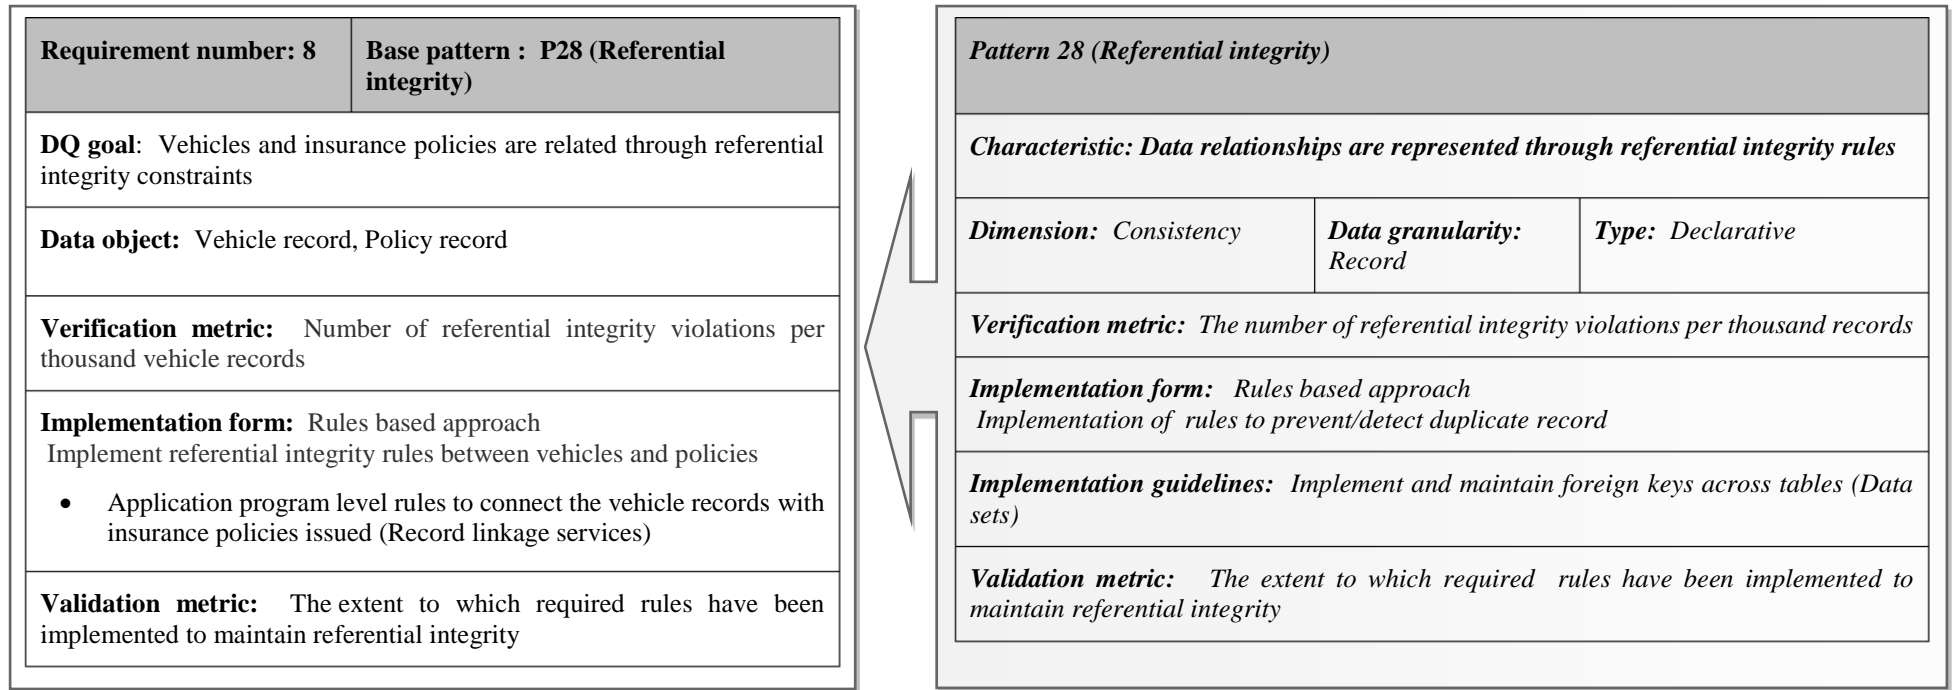 Requirement number: 8
Base pattern : P28 (Referential
integrity)
DQ goal: Vehicles and insurance policies are related through referential
integrity constraints
Data object: Vehicle record, Policy record
Verification metric: Number of referential integrity violations per
thousand vehicle records
Implementation form: Rules based approach
Implement referential integrity rules between vehicles and policies
• Application program level rules to connect the vehicle records with
insurance policies issued (Record linkage services)
Validation metric: The extent to which required rules have been
implemented to maintain referential integrity
Pattern 28 (Referential integrity)
Characteristic: Data relationships are represented through referential integrity rules
Dimension: Consistency
Data granularity:
Record
Type: Declarative
Verification metric: The number of referential integrity violations per thousand records
Implementation form: Rules based approach
Implementation of rules to prevent/detect duplicate record
Implementation guidelines: Implement and maintain foreign keys across tables (Data
sets)
Validation metric: The extent to which required rules have been implemented to
maintain referential integrity